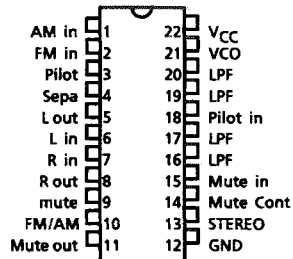 AM in 1 22 VCC
FM in 2 21 VCO
Pilot 3 20 LPF
Sepa 4 19 LPF
L out 5 18 Pilot in
L in 6 17 LPF
R in 7 16 LPF
R out 8 15 Mute in
mute 9 14 Mute Cont
FM/AM 10 13 STEREO
Mute out 11 12 GND